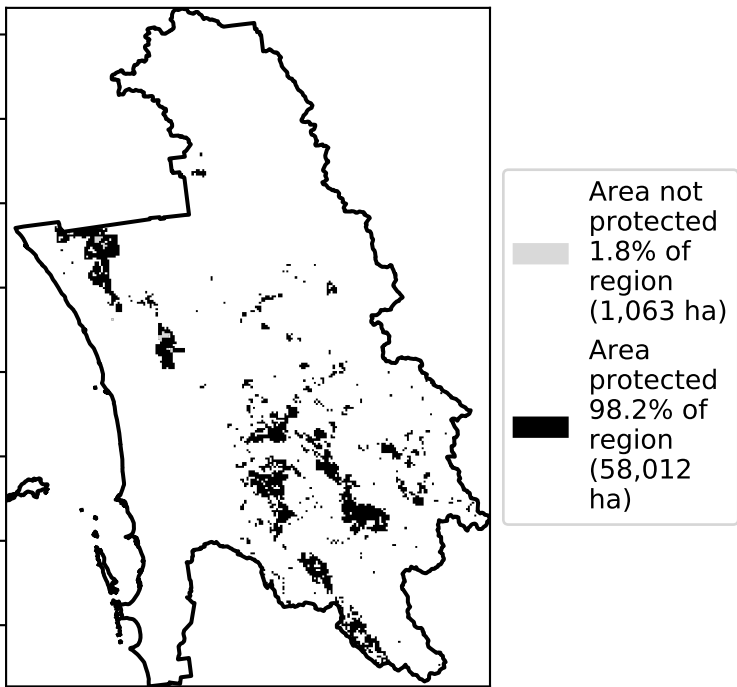 Area not
protected
1.8% of
region
(1,063 ha)
Area
protected
98.2% of
region
(58,012
ha)